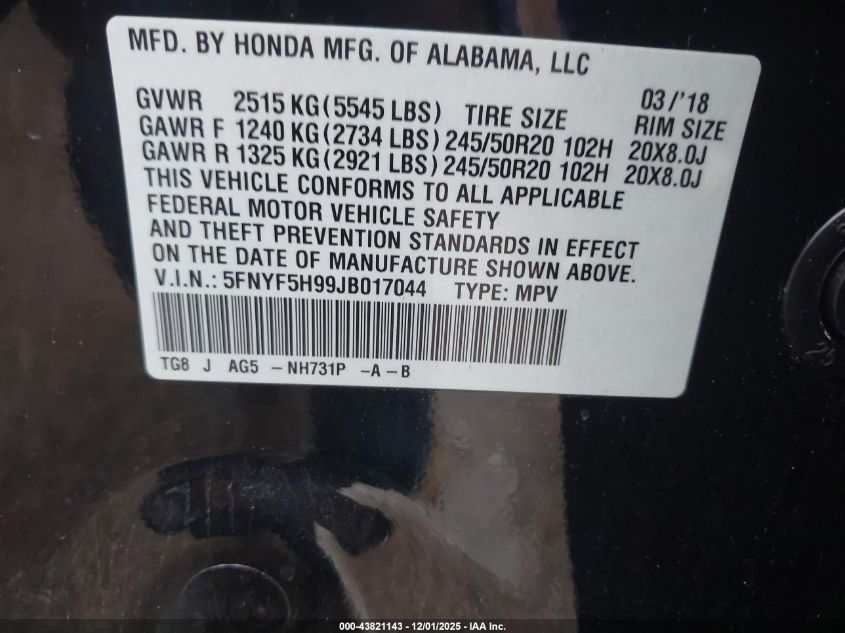 MFD. BY HONDA MFG. OF ALABAMA, LLC
GVWR 2515 KG (5545 LBS) TIRE SIZE 03 /'18
RIM SIZE
GAWR F 1240 KG (2734 LBS) 245/50R20 102H 20X8.0J
GAWR R 1325 KG (2921 LBS) 245/50R20 102H 20X8.0J
THIS VEHICLE CONFORMS TO ALL APPLICABLE
FEDERAL MOTOR VEHICLE SAFETY
AND THEFT PREVENTION STANDARDS IN EFFECT
ON THE DATE OF MANUFACTURE SHOWN ABOVE.
V.I.N.: 5FNYF5H99JB017044 TYPE: MPV
TG8 J AG5 - NH731P - A - B
000-43821143 - 12/01/2025 - IAA Inc.